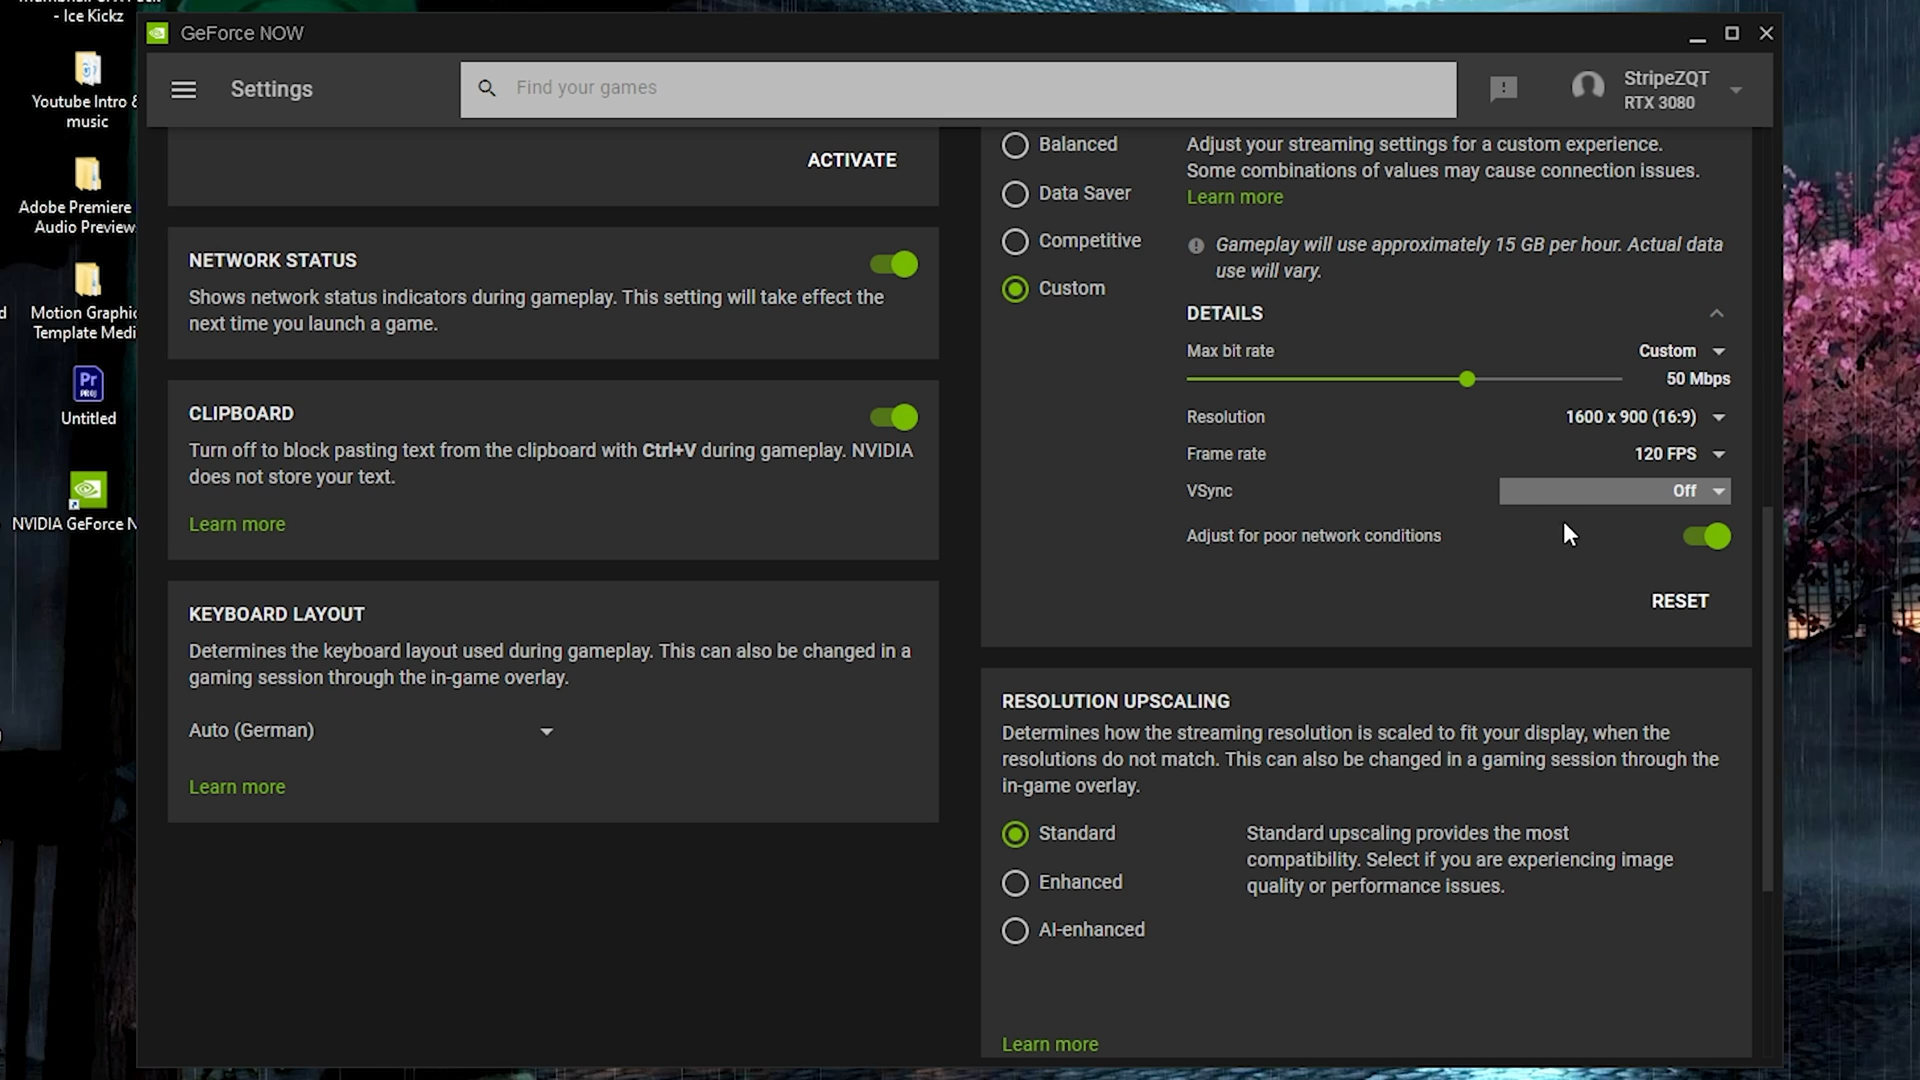 - Ice Kickz
Youtube Intro &
music
Adobe Premiere
Audio Preview
Motion Graphic
Template Medi
Pr
PROJ
Untitled
NVIDIA GeForce N
GeForce NOW
Settings
Find your games
StripeZQT
RTX 3080
ACTIVATE
NETWORK STATUS
Shows network status indicators during gameplay. This setting will take effect the
next time you launch a game.
CLIPBOARD
Turn off to block pasting text from the clipboard with Ctrl+V during gameplay. NVIDIA
does not store your text.
Learn more
KEYBOARD LAYOUT
Determines the keyboard layout used during gameplay. This can also be changed in a
gaming session through the in-game overlay.
Auto (German)
Learn more
Balanced
Data Saver
Competitive
Custom
Adjust your streaming settings for a custom experience.
Some combinations of values may cause connection issues.
Learn more
Gameplay will use approximately 15 GB per hour. Actual data
use will vary.
DETAILS
Max bit rate Custom
50 Mbps
Resolution 1600 x 900 (16:9)
Frame rate 120 FPS
VSync Off
Adjust for poor network conditions
RESET
RESOLUTION UPSCALING
Determines how the streaming resolution is scaled to fit your display, when the
resolutions do not match. This can also be changed in a gaming session through the
in-game overlay.
Standard
Enhanced
AI-enhanced
Standard upscaling provides the most
compatibility. Select if you are experiencing image
quality or performance issues.
Learn more